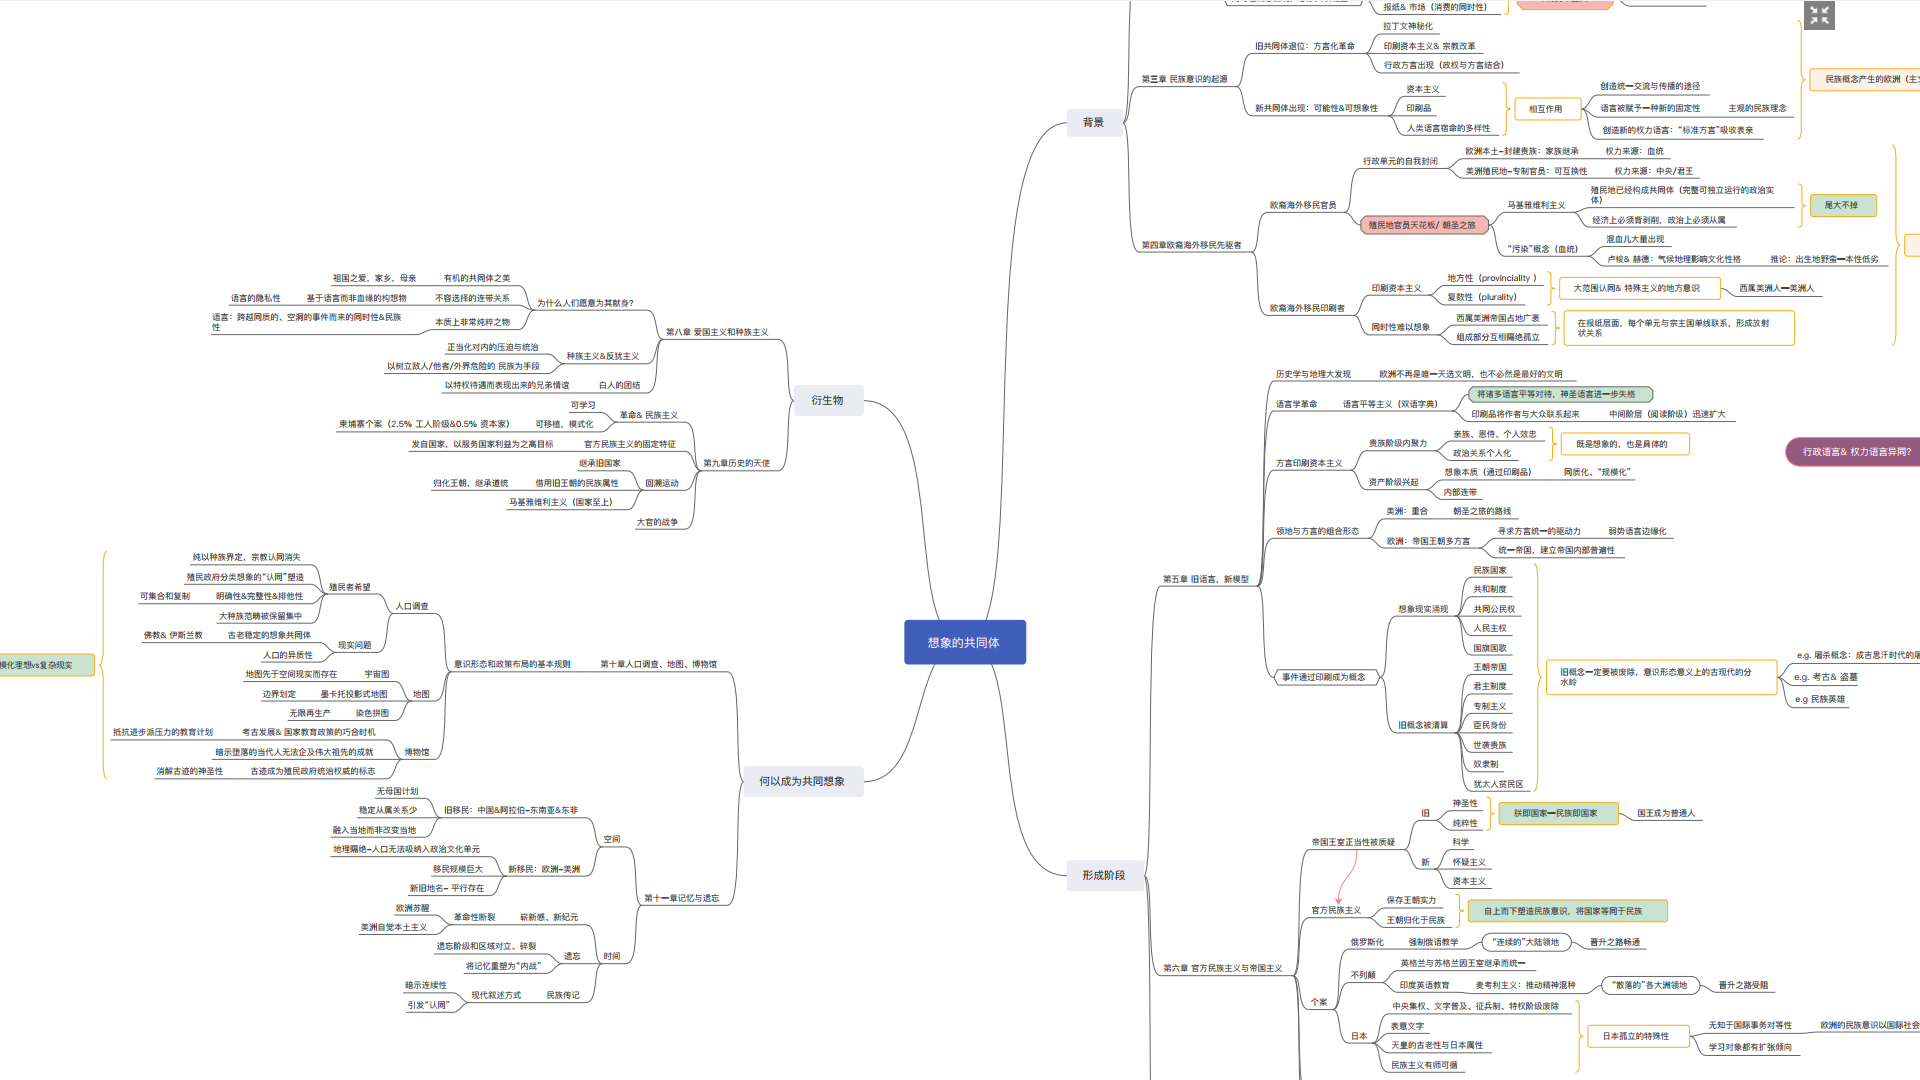 想象的共同体
背景
报纸& 市场（消费的同时性）
第三章 民族意识的起源
旧共同体退位：方言化革命
拉丁文神秘化
印刷资本主义& 宗教改革
行政方言出现（政权与方言结合）
新共同体出现：可能性&可想象性
资本主义
印刷品
人类语言宿命的多样性
相互作用
创造统一交流与传播的途径
语言被赋予一种新的固定性
主观的民族理念
创造新的权力语言：“标准方言”吸收表亲
民族概念产生的欧洲（主
第四章欧裔海外移民先驱者
欧裔海外移民官员
行政单元的自我封闭
欧洲本土-封建贵族：家族继承
权力来源：血统
美洲殖民地-专制官员：可互换性
权力来源：中央/君王
殖民地官员天花板/ 朝圣之旅
马基雅维利主义
殖民地已经构成共同体（完整可独立运行的政治实
体）
经济上必须背剥削，政治上必须从属
尾大不掉
“污染”概念（血统）
混血儿大量出现
卢梭& 赫德：气候地理影响文化性格
推论：出生地野蛮—本性低劣
欧裔海外移民印刷者
印刷资本主义
地方性（provinciality ）
复数性（plurality）
大范围认同& 特殊主义的地方意识
西属美洲人—美洲人
同时性难以想象
西属美洲帝国占地广袤
组成部分互相隔绝孤立
在报纸层面，每个单元与宗主国单线联系，形成放射
状关系
形成阶段
第五章 旧语言，新模型
历史学与地理大发现
欧洲不再是唯一天选文明，也不必然是最好的文明
语言学革命
语言平等主义（双语字典）
将诸多语言平等对待，神圣语言进一步失格
印刷品将作者与大众联系起来
中间阶层（阅读阶级）迅速扩大
方言印刷资本主义
贵族阶级内聚力
亲族、恩侍、个人效忠
政治关系个人化
既是想象的，也是具体的
资产阶级兴起
想象本质（通过印刷品）
同质化、“规模化”
内部连带
行政语言& 权力语言异同?
领地与方言的组合形态
美洲：重合
朝圣之旅的路线
欧洲：帝国王朝多方言
寻求方言统一的驱动力
弱势语言边缘化
统一帝国，建立帝国内部普遍性
事件通过印刷成为概念
想象现实涌现
民族国家
共和制度
共同公民权
人民主权
国旗国歌
旧概念被清算
王朝帝国
君主制度
专制主义
臣民身份
世袭贵族
奴隶制
犹太人贫民区
旧概念一定要被废除，意识形态意义上的古现代的分
水岭
e.g. 屠杀概念：成吉思汗时代的屠
e.g. 考古& 盗墓
e.g 民族英雄
第六章 官方民族主义与帝国主义
帝国王室正当性被质疑
旧
神圣性
纯粹性
朕即国家—民族即国家
国王成为普通人
新
科学
怀疑主义
资本主义
官方民族主义
保存王朝实力
王朝归化于民族
自上而下塑造民族意识，将国家等同于民族
个案
俄罗斯化
强制俄语教学
“连续的”大陆领地
晋升之路畅通
不列颠
英格兰与苏格兰因王室继承而统一
印度英语教育
麦考利主义：推动精神混种
“散落的”各大洲领地
晋升之路受阻
日本
中央集权、文字普及、征兵制、特权阶级废除
表意文字
天皇的古老性与日本属性
民族主义有师可循
日本孤立的特殊性
无知于国际事务对等性
欧洲的民族意识以国际社会
学习对象都有扩张倾向
衍生物
第八章 爱国主义和种族主义
为什么人们愿意为其献身?
有机的共同体之美
祖国之爱，家乡，母亲
不容选择的连带关系
基于语言而非血缘的构想物
语言的隐私性
本质上非常纯粹之物
语言：跨越同质的、空洞的事件而来的同时性&民族
性
种族主义&反犹主义
正当化对内的压迫与统治
以树立敌人/他者/外界危险的 民族为手段
白人的团结
以特权待遇而表现出来的兄弟情谊
第九章历史的天使
革命& 民族主义
可学习
可移植，模式化
柬埔寨个案（2.5% 工人阶级&0.5% 资本家）
官方民族主义的固定特征
发自国家，以服务国家利益为之高目标
回溯运动
继承旧国家
借用旧王朝的民族属性
归化王朝，继承道统
马基雅维利主义（国家至上）
大官的战争
何以成为共同想象
第十章人口调查、地图、博物馆
意识形态和政策布局的基本规则
人口调查
殖民者希望
纯以种族界定，宗教认同消失
殖民政府分类想象的“认同”塑造
明确性&完整性&排他性
可集合和复制
大种族范畴被保留集中
现实问题
古老稳定的想象共同体
佛教& 伊斯兰教
人口的异质性
地图
宇宙图
地图先于空间现实而存在
墨卡托投影式地图
边界划定
染色拼图
无限再生产
博物馆
考古发展& 国家教育政策的巧合时机
抵抗进步派压力的教育计划
暗示堕落的当代人无法企及伟大祖先的成就
古迹成为殖民政府统治权威的标志
消解古迹的神圣性
模化理想vs复杂现实
第十一章记忆与遗忘
空间
旧移民：中国&阿拉伯-东南亚&东非
无母国计划
稳定从属关系少
融入当地而非改变当地
新移民：欧洲-美洲
地理隔绝-人口无法吸纳入政治文化单元
移民规模巨大
新旧地名- 平行存在
时间
崭新感、新纪元
革命性断裂
欧洲苏醒
美洲自觉本土主义
遗忘
遗忘阶级和区域对立、碎裂
将记忆重塑为“内战”
民族传记
现代叙述方式
暗示连续性
引发“认同”